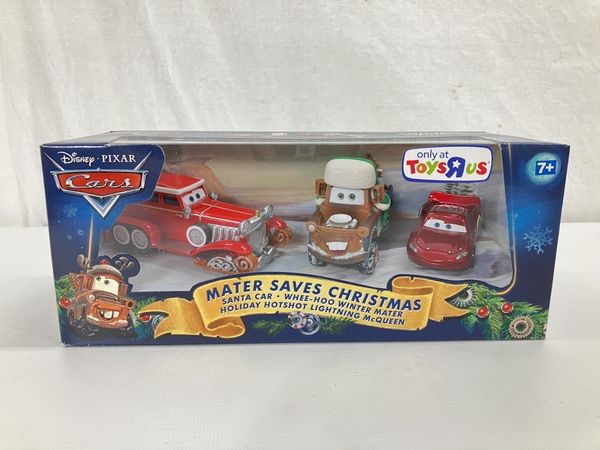 Disney · PIXAR
Cars
only at
TOYS R US
7+
MATER SAVES CHRISTMAS
SANTA CAR · WHEE-HOO WINTER MATER
HOLIDAY HOTSHOT LIGHTNING McQUEEN